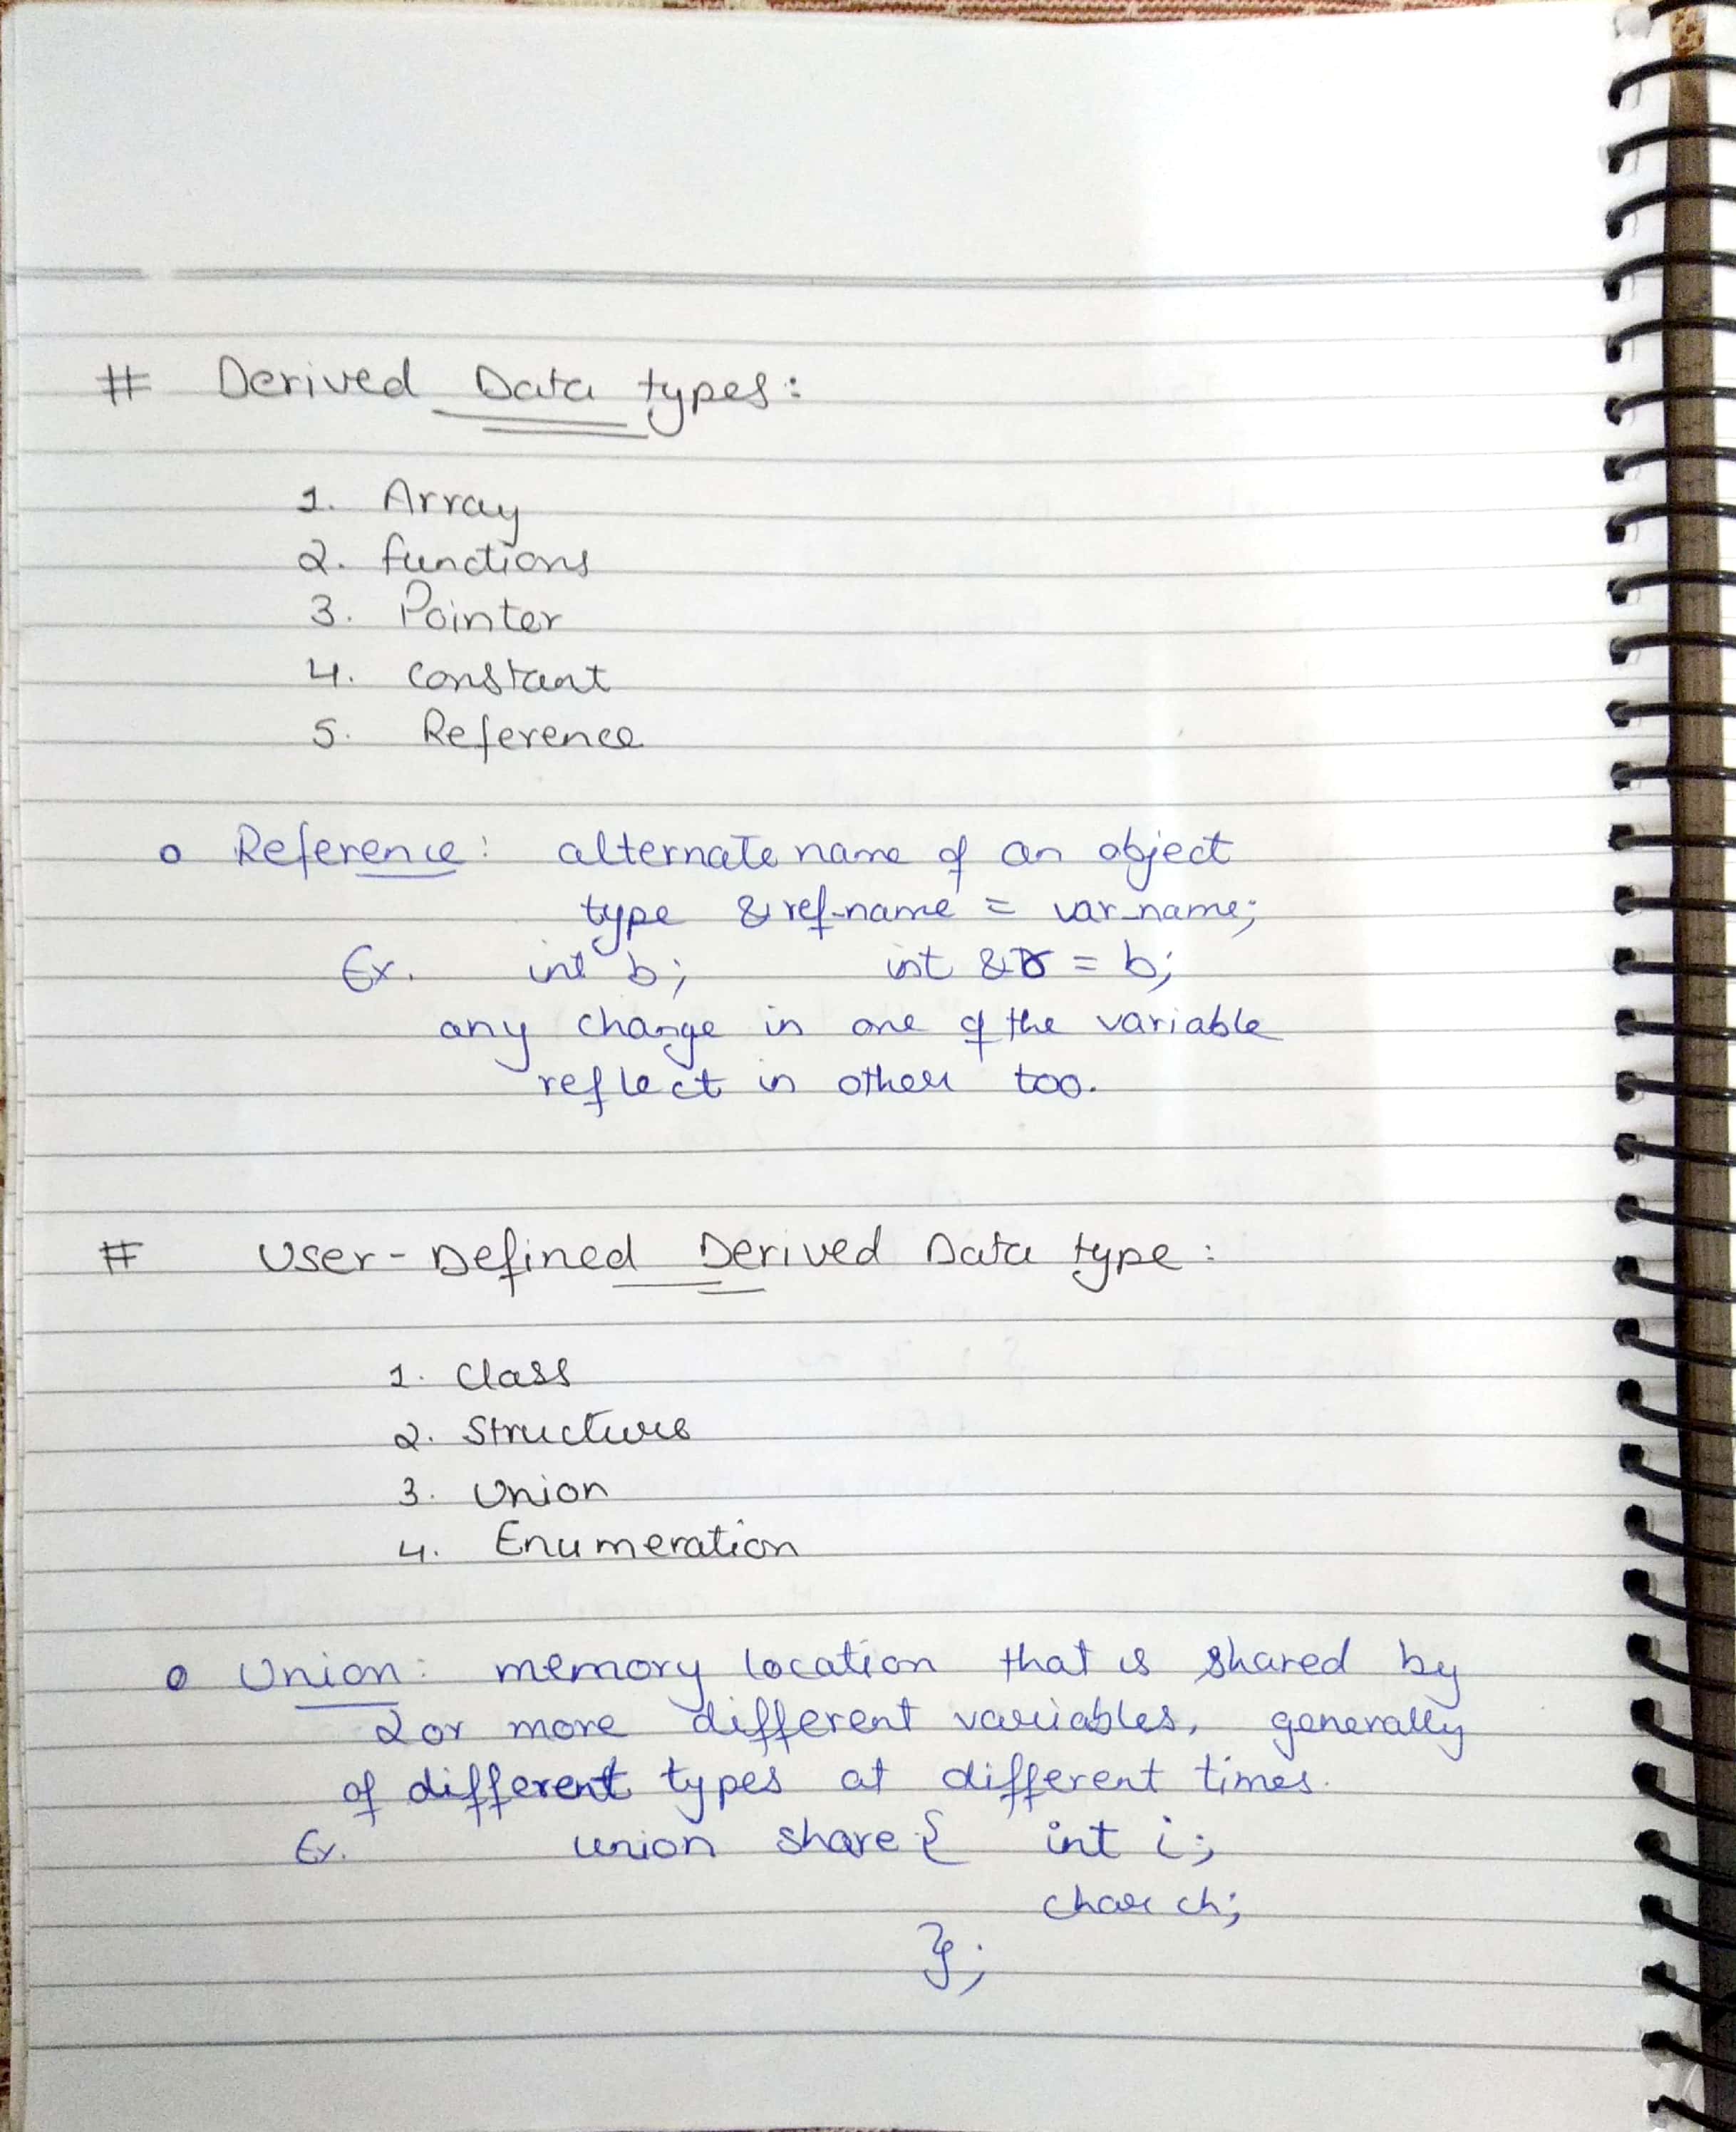 # Derived Data types:
1. Array
2. functions
3. Pointer
4. constant
5. Reference
o Reference: alternate name of an object
type & ref-name = var_name;
Ex. int b; int &r = b;
any change in one of the variable
reflect in other too.
# User-Defined Derived Data type:
1. Class
2. Structure
3. Union
4. Enumeration
o Union: memory location that is shared by
2 or more different variables, generally
of different types at different times.
Ex. union share { int i;
char ch;
};